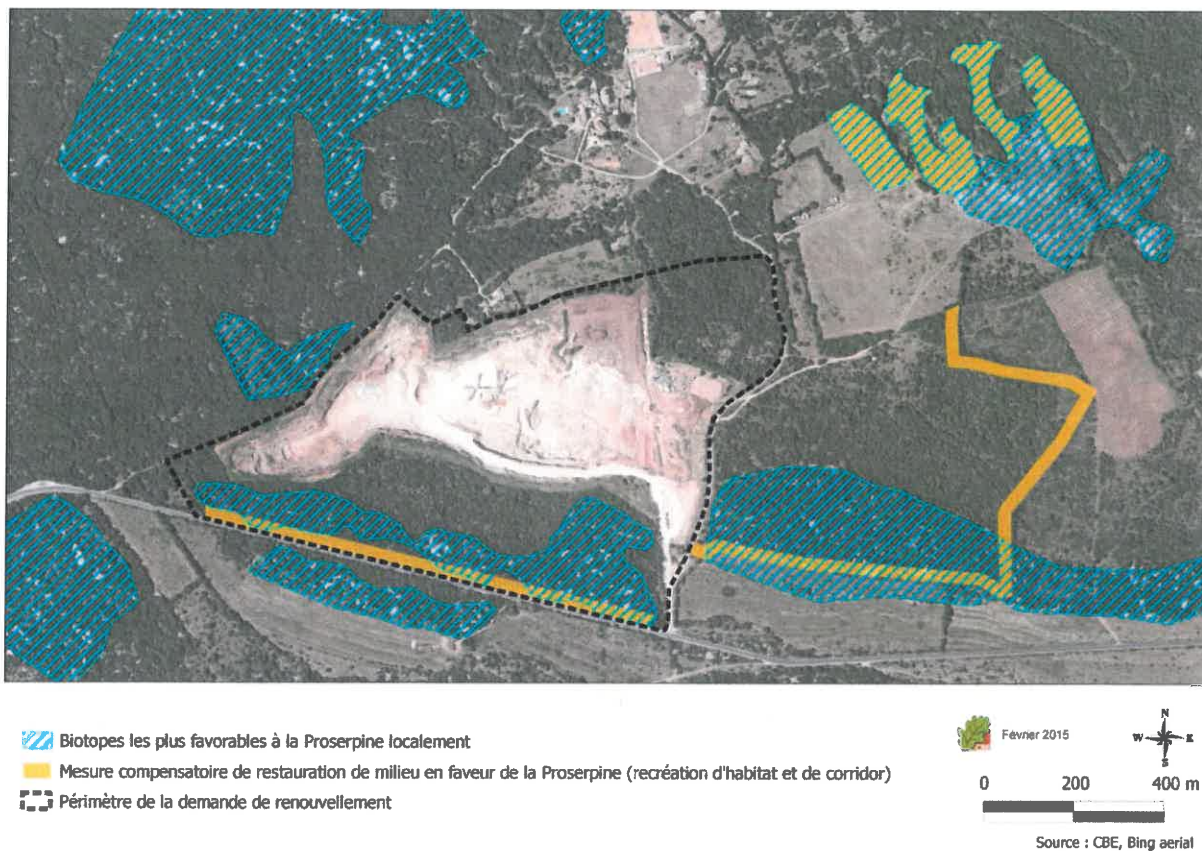 Biotopes les plus favorables à la Proserpine localement
Mesure compensatoire de restauration de milieu en faveur de la Proserpine (recréation d'habitat et de corridor)
Périmètre de la demande de renouvellement
Février 2015
N
W E
S
0 200 400 m
Source : CBE, Bing aerial